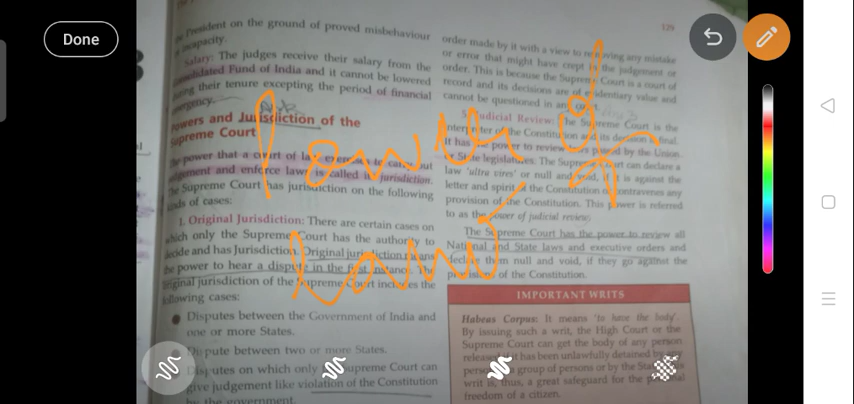 Done
129
President on the ground of proved misbehaviour
incapacity.
Salary: The judges receive their salary from the
Consolidated Fund of India and it cannot be lowered
during their tenure excepting the period of financial
emergency.
Powers and Jurisdiction of the
Supreme Court
The power that a court of law exercises to carry out
judgement and enforce laws is called its jurisdiction.
The Supreme Court has jurisdiction on the following
kinds of cases:
1. Original Jurisdiction: There are certain cases on
which only the Supreme Court has the authority to
decide and has Jurisdiction. Original jurisdiction means
the power to hear a dispute in the first instance. The
original jurisdiction of the Supreme Court includes the
following cases:
● Disputes between the Government of India and
one or more States.
Dispute between two or more States.
Disputes on which only Supreme Court can
give judgement like violation of the Constitution
by the government.
order made by it with a view to removing any mistake
or error that might have crept in the judgement or
order. This is because the Supreme Court is a court of
record and its decisions are of evidentiary value and
cannot be questioned in any court.
Judicial Review: The Supreme Court is the
interpreter of the Constitution and its decision is final.
It has the power to review laws passed by the Union
or State legislatures. The Supreme Court can declare a
law 'ultra vires' or null and void, if it is against the
letter and spirit of the Constitution or contravenes any
provision of the Constitution. This power is referred
to as the power of judicial review.
The Supreme Court has the power to review all
National and State laws and executive orders and
declare them null and void, if they go against the
provisions of the Constitution.
IMPORTANT WRITS
Habeas Corpus: It means 'to have the body'.
By issuing such a writ, the High Court or the
Supreme Court can get the body of any person
released if it has been unlawfully detained by
person or group of persons or by the State. This
writ is, thus, a great safeguard for the personal
freedom of a citizen.